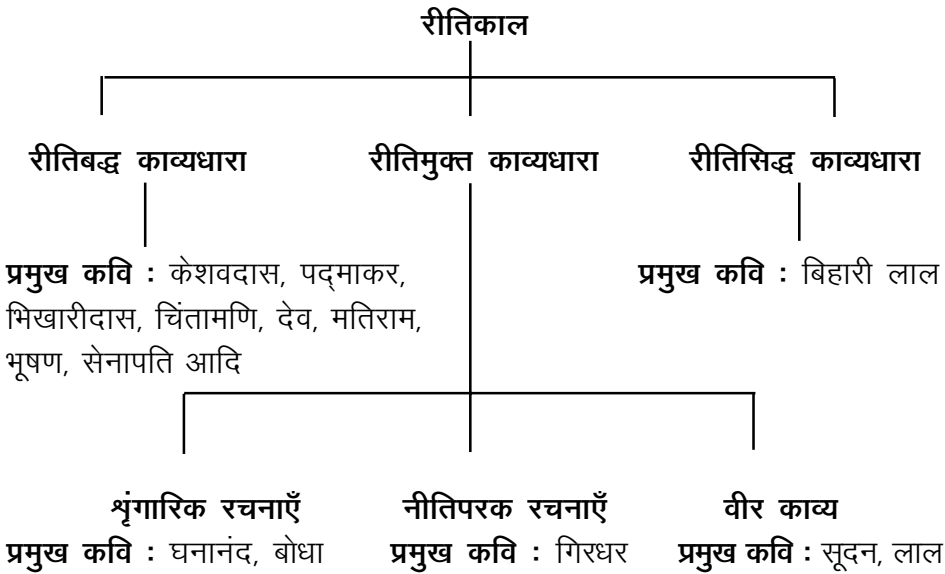 रीतिकाल
रीतिबद्ध काव्यधारा
रीतिमुक्त काव्यधारा
रीतिसिद्ध काव्यधारा
प्रमुख कवि : केशवदास, पद्माकर,
भिखारीदास, चिंतामणि, देव, मतिराम,
भूषण, सेनापति आदि
प्रमुख कवि : बिहारी लाल
शृंगारिक रचनाएँ
प्रमुख कवि : घनानंद, बोधा
नीतिपरक रचनाएँ
प्रमुख कवि : गिरधर
वीर काव्य
प्रमुख कवि : सूदन, लाल